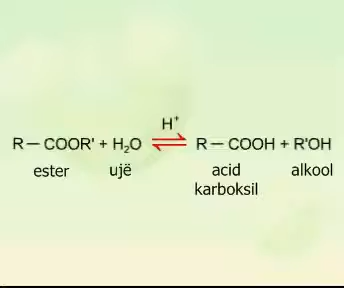 H⁺
R — COOR' + H₂O ⇌ R — COOH + R'OH
ester ujë acid alkool
karboksil